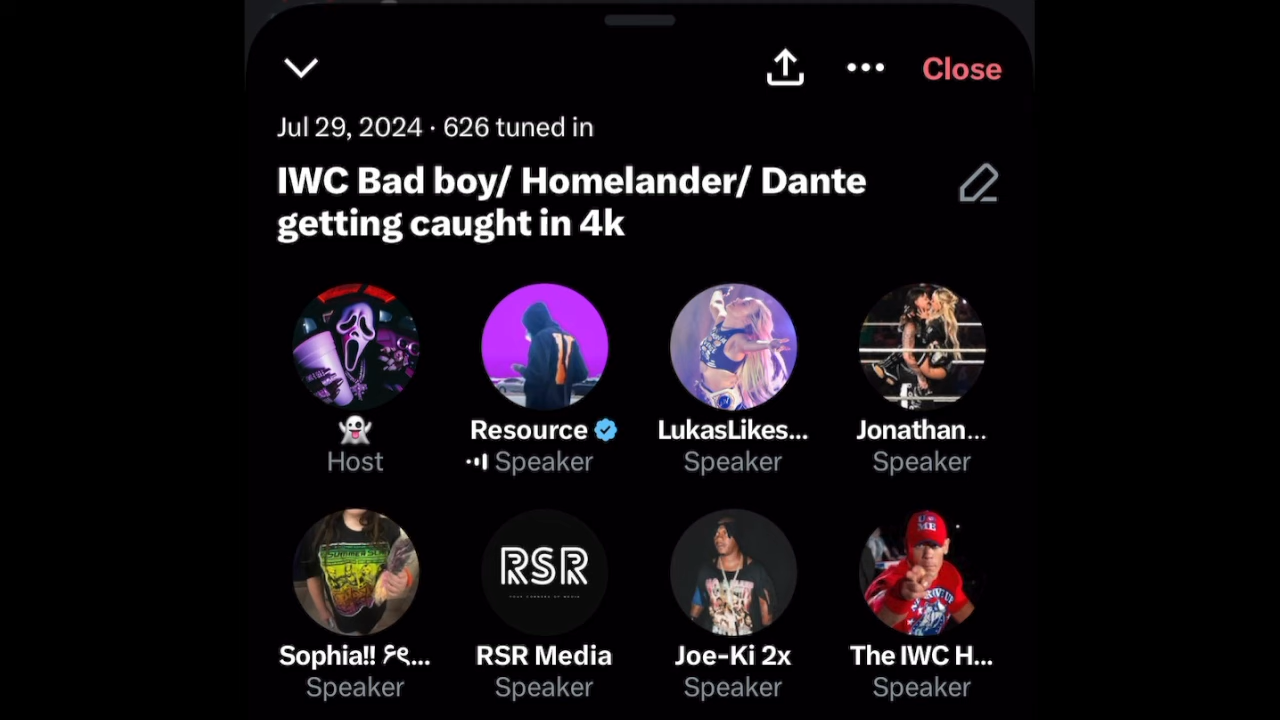 Close
Jul 29, 2024 · 626 tuned in
IWC Bad boy/ Homelander/ Dante
getting caught in 4k
👻
Host
Resource
Speaker
LukasLikes...
Speaker
Jonathan...
Speaker
Sophia!! ...
Speaker
RSR
RSR Media
Speaker
Joe-Ki 2x
Speaker
U
ME
The IWC H...
Speaker